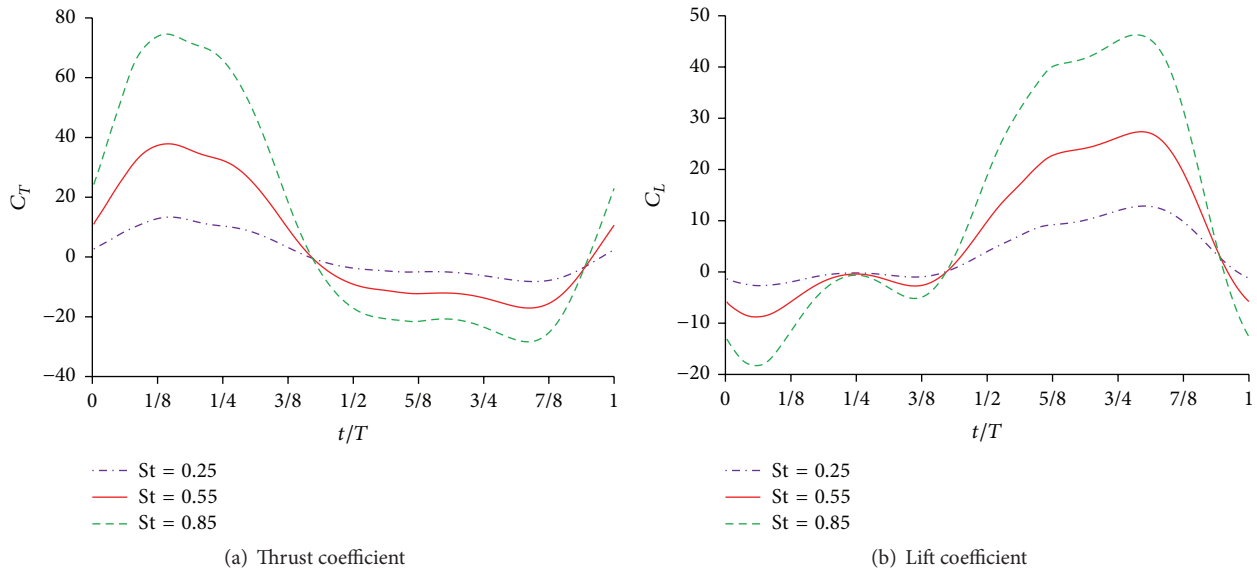 80
60
40
20
0
−20
−40
C_T
0 1/8 1/4 3/8 1/2 5/8 3/4 7/8 1
t/T
St = 0.25
St = 0.55
St = 0.85
(a) Thrust coefficient
50
40
30
20
10
0
−10
−20
C_L
0 1/8 1/4 3/8 1/2 5/8 3/4 7/8 1
t/T
St = 0.25
St = 0.55
St = 0.85
(b) Lift coefficient